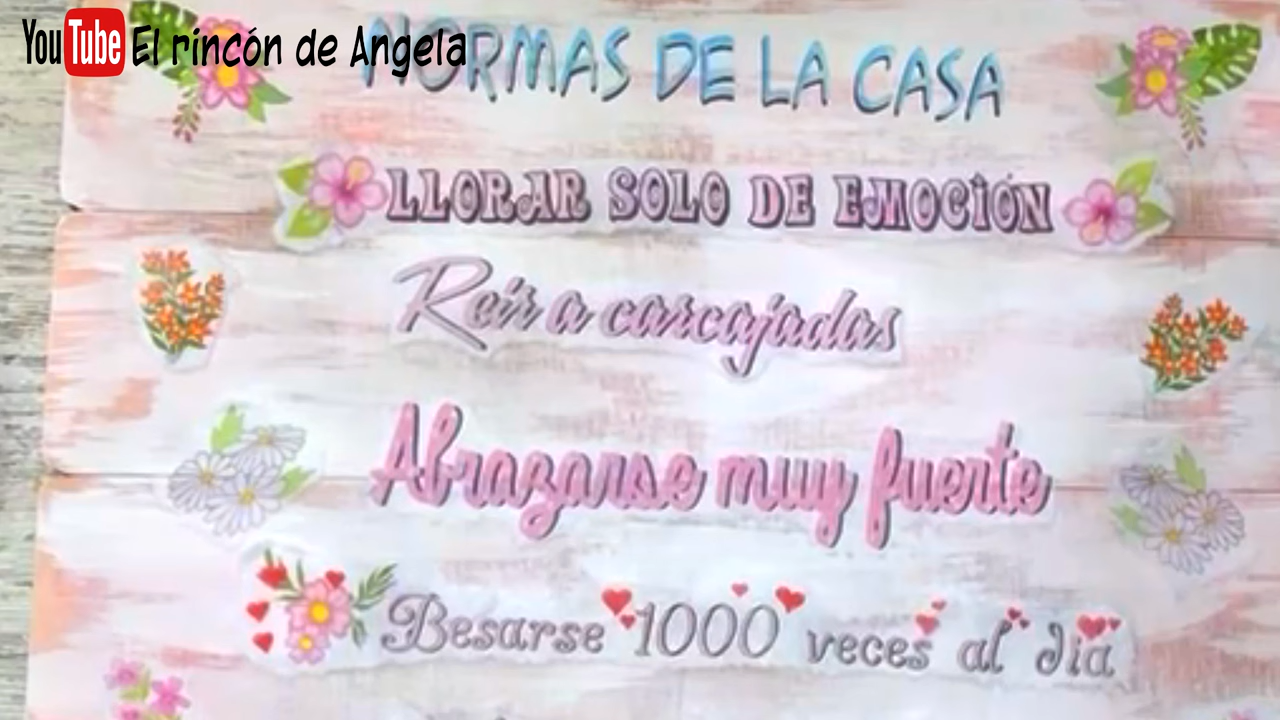 YouTube El rincón de Angela
NORMAS DE LA CASA
LLORAR SOLO DE EMOCIÓN
Reír a carcajadas
Abrazarse muy fuerte
Besarse 1000 veces al día